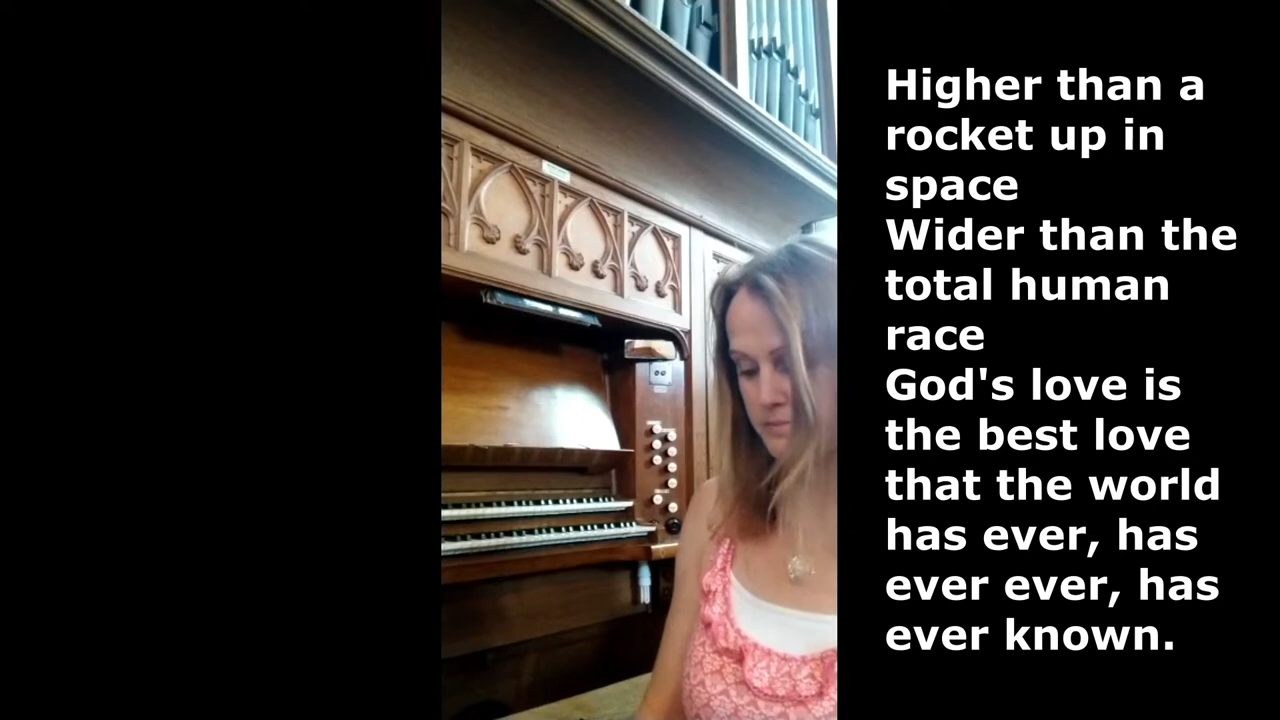 Higher than a
rocket up in
space
Wider than the
total human
race
God's love is
the best love
that the world
has ever, has
ever ever, has
ever known.